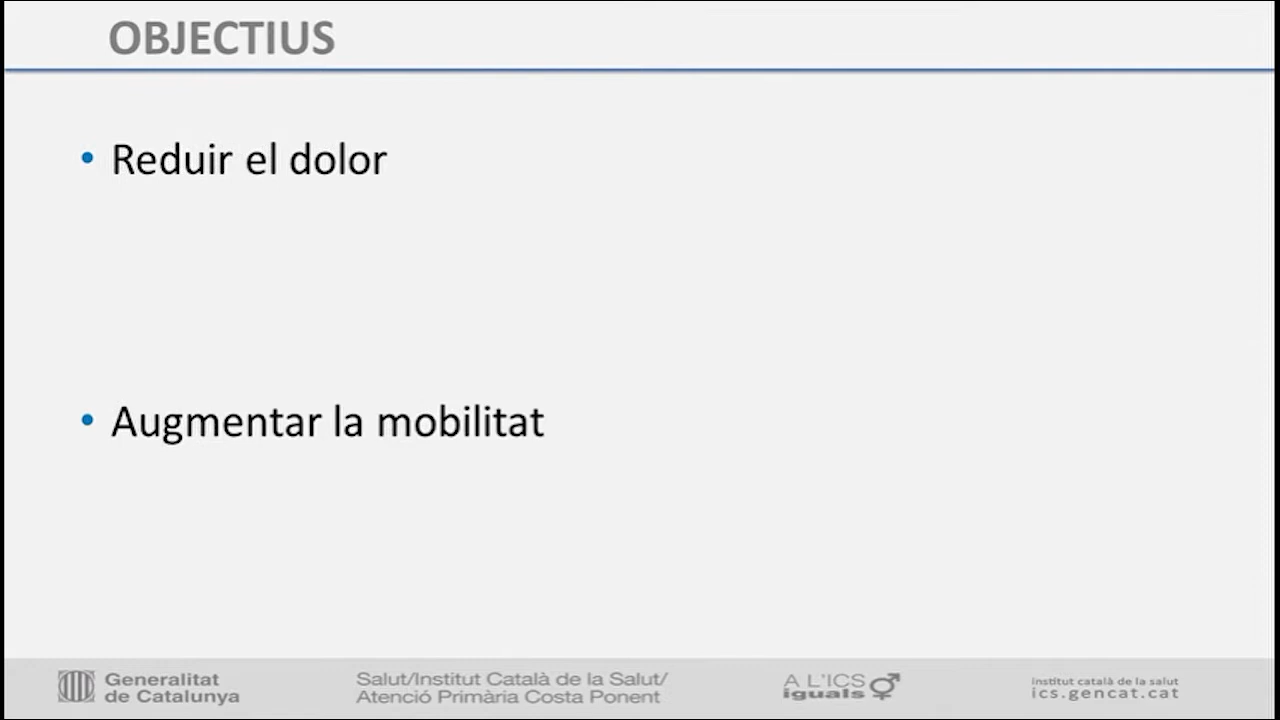 OBJECTIUS
• Reduir el dolor
• Augmentar la mobilitat
Generalitat
de Catalunya
Salut/Institut Català de la Salut/
Atenció Primària Costa Ponent
A L'ICS
iguals
Institut català de la salut
ics.gencat.cat